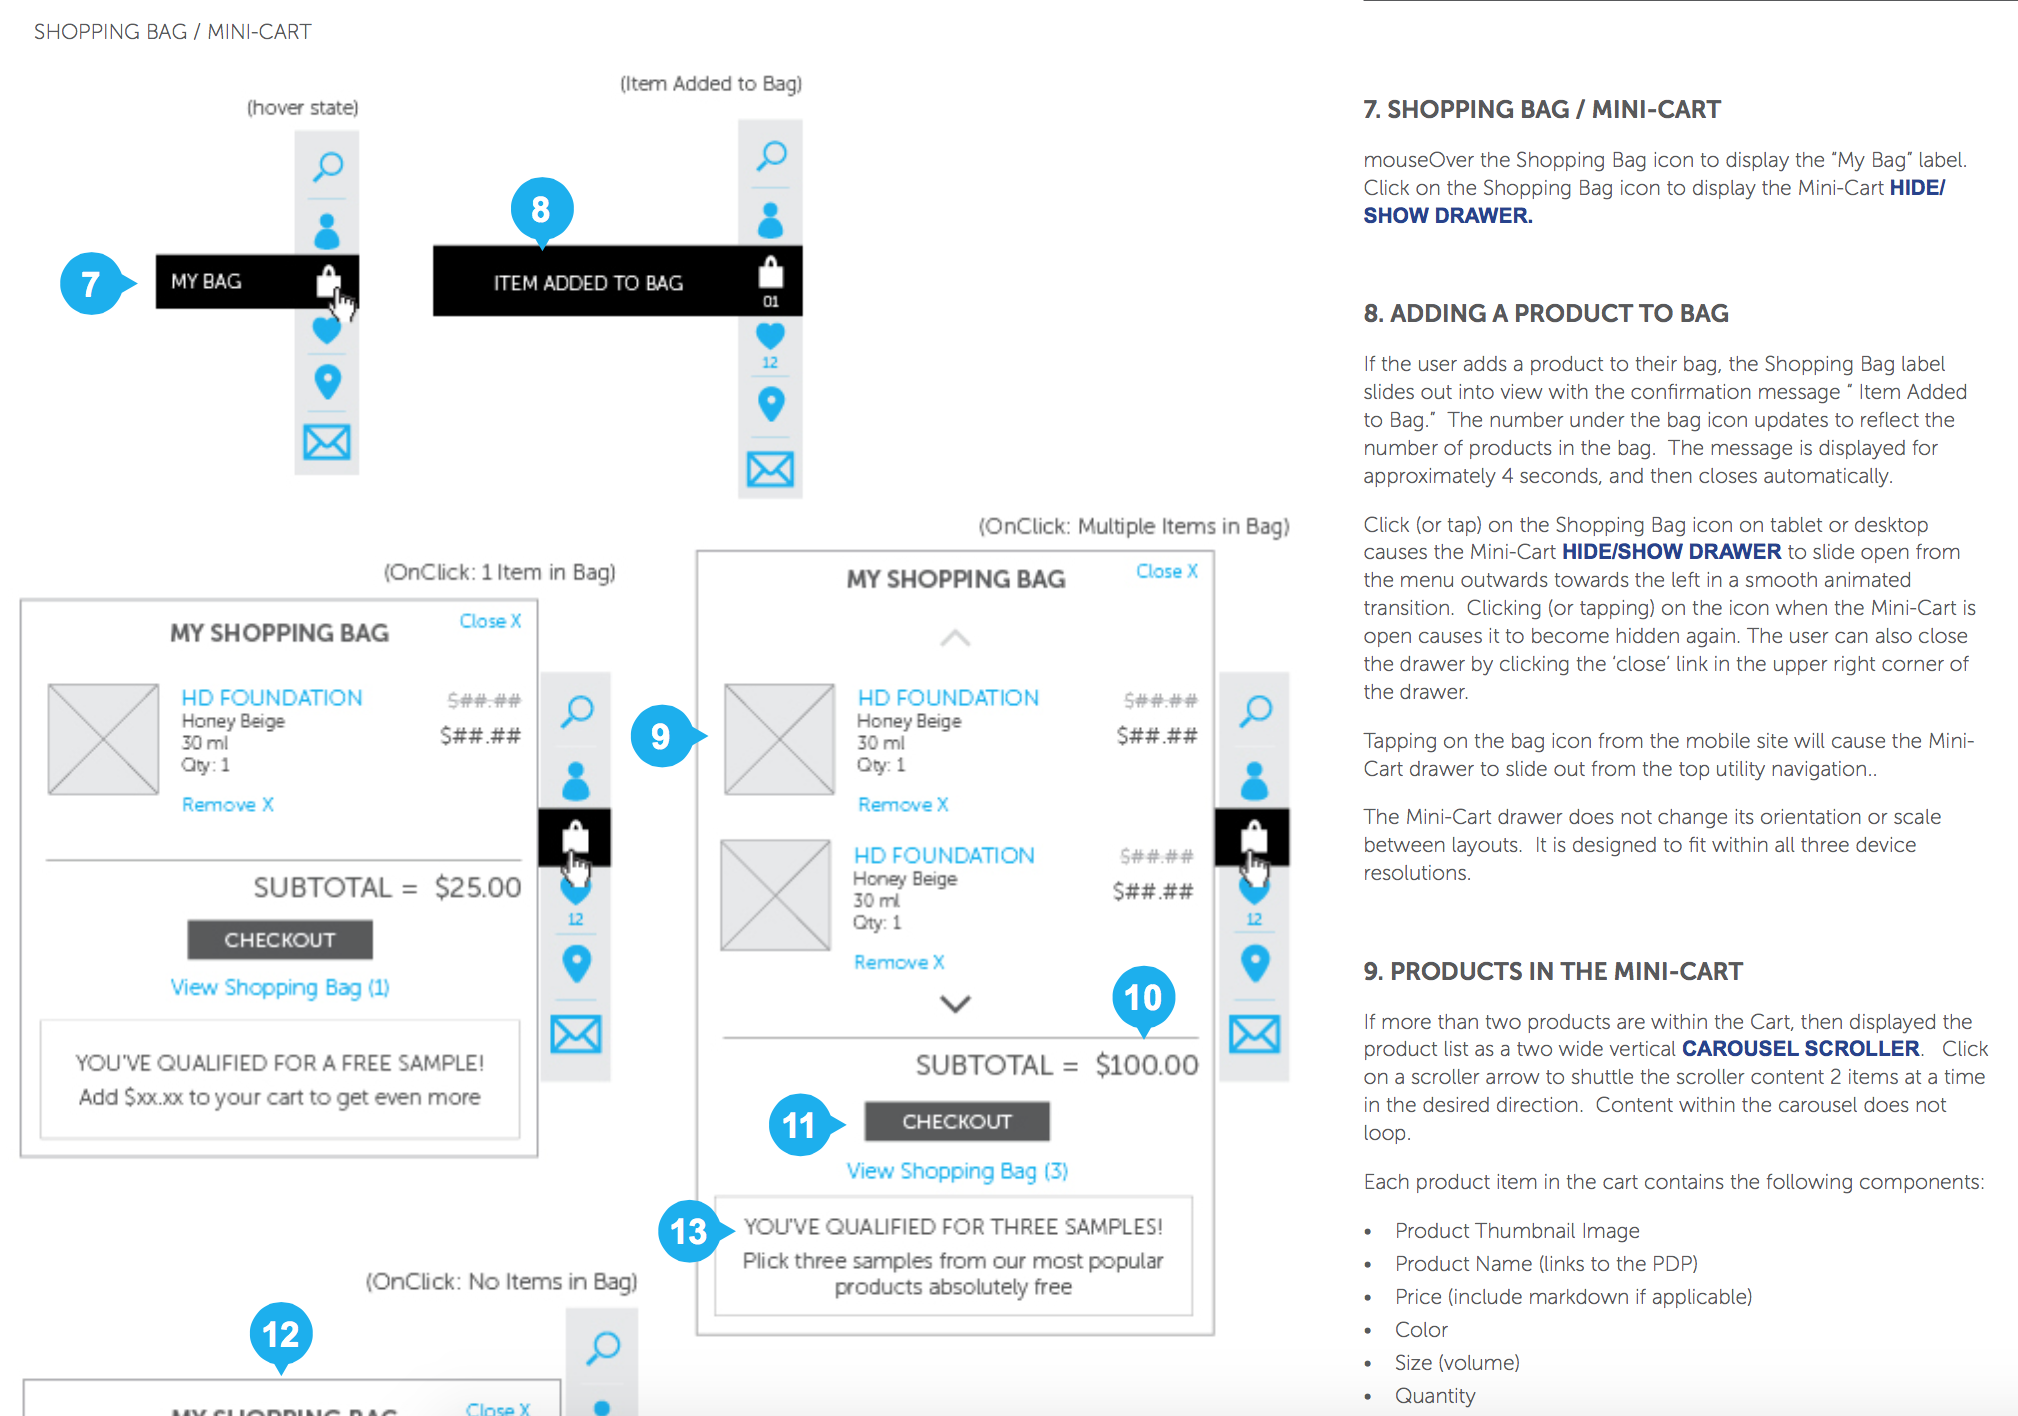 SHOPPING BAG / MINI-CART
(hover state)
7
MY BAG
(Item Added to Bag)
8
ITEM ADDED TO BAG
01
12
(OnClick: 1 Item in Bag)
MY SHOPPING BAG
Close X
HD FOUNDATION
$##.##
Honey Beige
$##.##
30 ml
Qty: 1
Remove X
SUBTOTAL = $25.00
CHECKOUT
View Shopping Bag (1)
YOU'VE QUALIFIED FOR A FREE SAMPLE!
Add $xx.xx to your cart to get even more
12
(OnClick: Multiple Items in Bag)
MY SHOPPING BAG
Close X
9
HD FOUNDATION
$##.##
Honey Beige
$##.##
30 ml
Qty: 1
Remove X
HD FOUNDATION
$##.##
Honey Beige
$##.##
30 ml
Qty: 1
Remove X
10
SUBTOTAL = $100.00
11
CHECKOUT
View Shopping Bag (3)
13
YOU'VE QUALIFIED FOR THREE SAMPLES!
Plick three samples from our most popular
products absolutely free
12
(OnClick: No Items in Bag)
12
MY SHOPPING BAG
Close X
7. SHOPPING BAG / MINI-CART
mouseOver the Shopping Bag icon to display the “My Bag” label.
Click on the Shopping Bag icon to display the Mini-Cart HIDE/
SHOW DRAWER.
8. ADDING A PRODUCT TO BAG
If the user adds a product to their bag, the Shopping Bag label
slides out into view with the confirmation message “ Item Added
to Bag.”  The number under the bag icon updates to reflect the
number of products in the bag.  The message is displayed for
approximately 4 seconds, and then closes automatically.
Click (or tap) on the Shopping Bag icon on tablet or desktop
causes the Mini-Cart HIDE/SHOW DRAWER to slide open from
the menu outwards towards the left in a smooth animated
transition.  Clicking (or tapping) on the icon when the Mini-Cart is
open causes it to become hidden again. The user can also close
the drawer by clicking the ‘close’ link in the upper right corner of
the drawer.
Tapping on the bag icon from the mobile site will cause the Mini-
Cart drawer to slide out from the top utility navigation..
The Mini-Cart drawer does not change its orientation or scale
between layouts.  It is designed to fit within all three device
resolutions.
9. PRODUCTS IN THE MINI-CART
If more than two products are within the Cart, then displayed the
product list as a two wide vertical CAROUSEL SCROLLER.   Click
on a scroller arrow to shuttle the scroller content 2 items at a time
in the desired direction.  Content within the carousel does not
loop.
Each product item in the cart contains the following components:
• Product Thumbnail Image
• Product Name (links to the PDP)
• Price (include markdown if applicable)
• Color
• Size (volume)
• Quantity